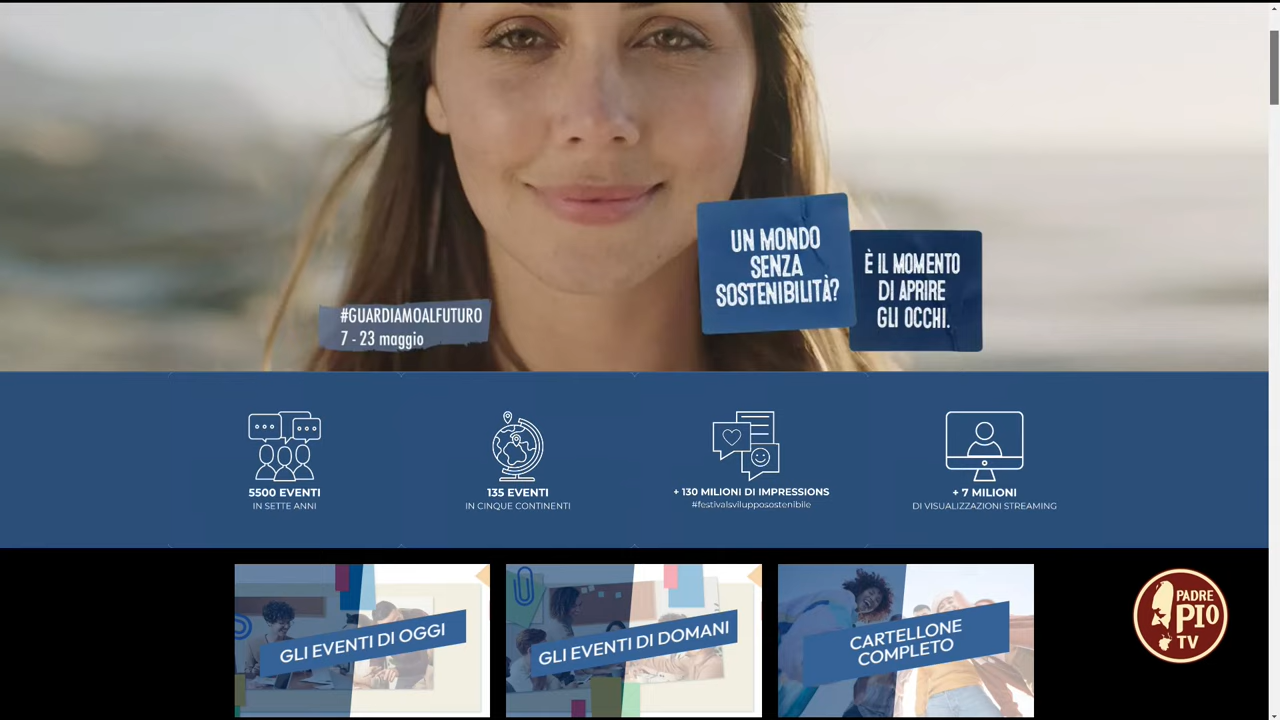 UN MONDO
SENZA
SOSTENIBILITÀ?
È IL MOMENTO
DI APRIRE
GLI OCCHI.
#GUARDIAMOALFUTURO
7 - 23 maggio
5500 EVENTI
IN SETTE ANNI
135 EVENTI
IN CINQUE CONTINENTI
+ 130 MILIONI DI IMPRESSIONS
#festivalsvilupposostenibile
+ 7 MILIONI
DI VISUALIZZAZIONI STREAMING
GLI EVENTI DI OGGI
GLI EVENTI DI DOMANI
CARTELLONE
COMPLETO
PADRE
PIO
TV